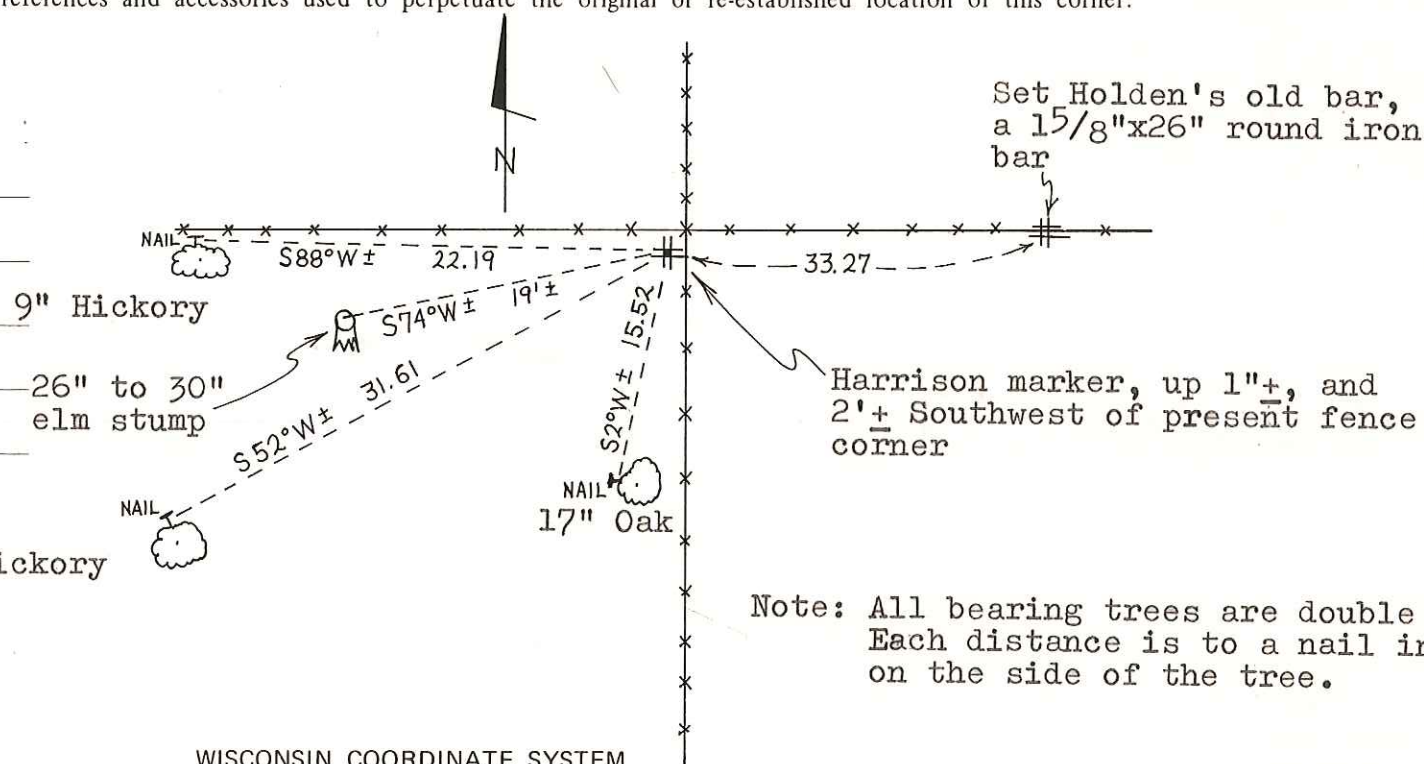 references and accessories used to perpetuate the original or re-established location of this corner.
N
Set Holden's old bar,
a 1 5/8"x26" round iron
bar
NAIL
S88°W± 22.19
33.27
9" Hickory
S74°W± 19'±
26" to 30"
elm stump
S52°W± 31.61
S2°W± 15.52
Harrison marker, up 1"±, and
2'± Southwest of present fence
corner
NAIL
NAIL
17" Oak
ickory
Note: All bearing trees are double
Each distance is to a nail in
on the side of the tree.
WISCONSIN COORDINATE SYSTEM